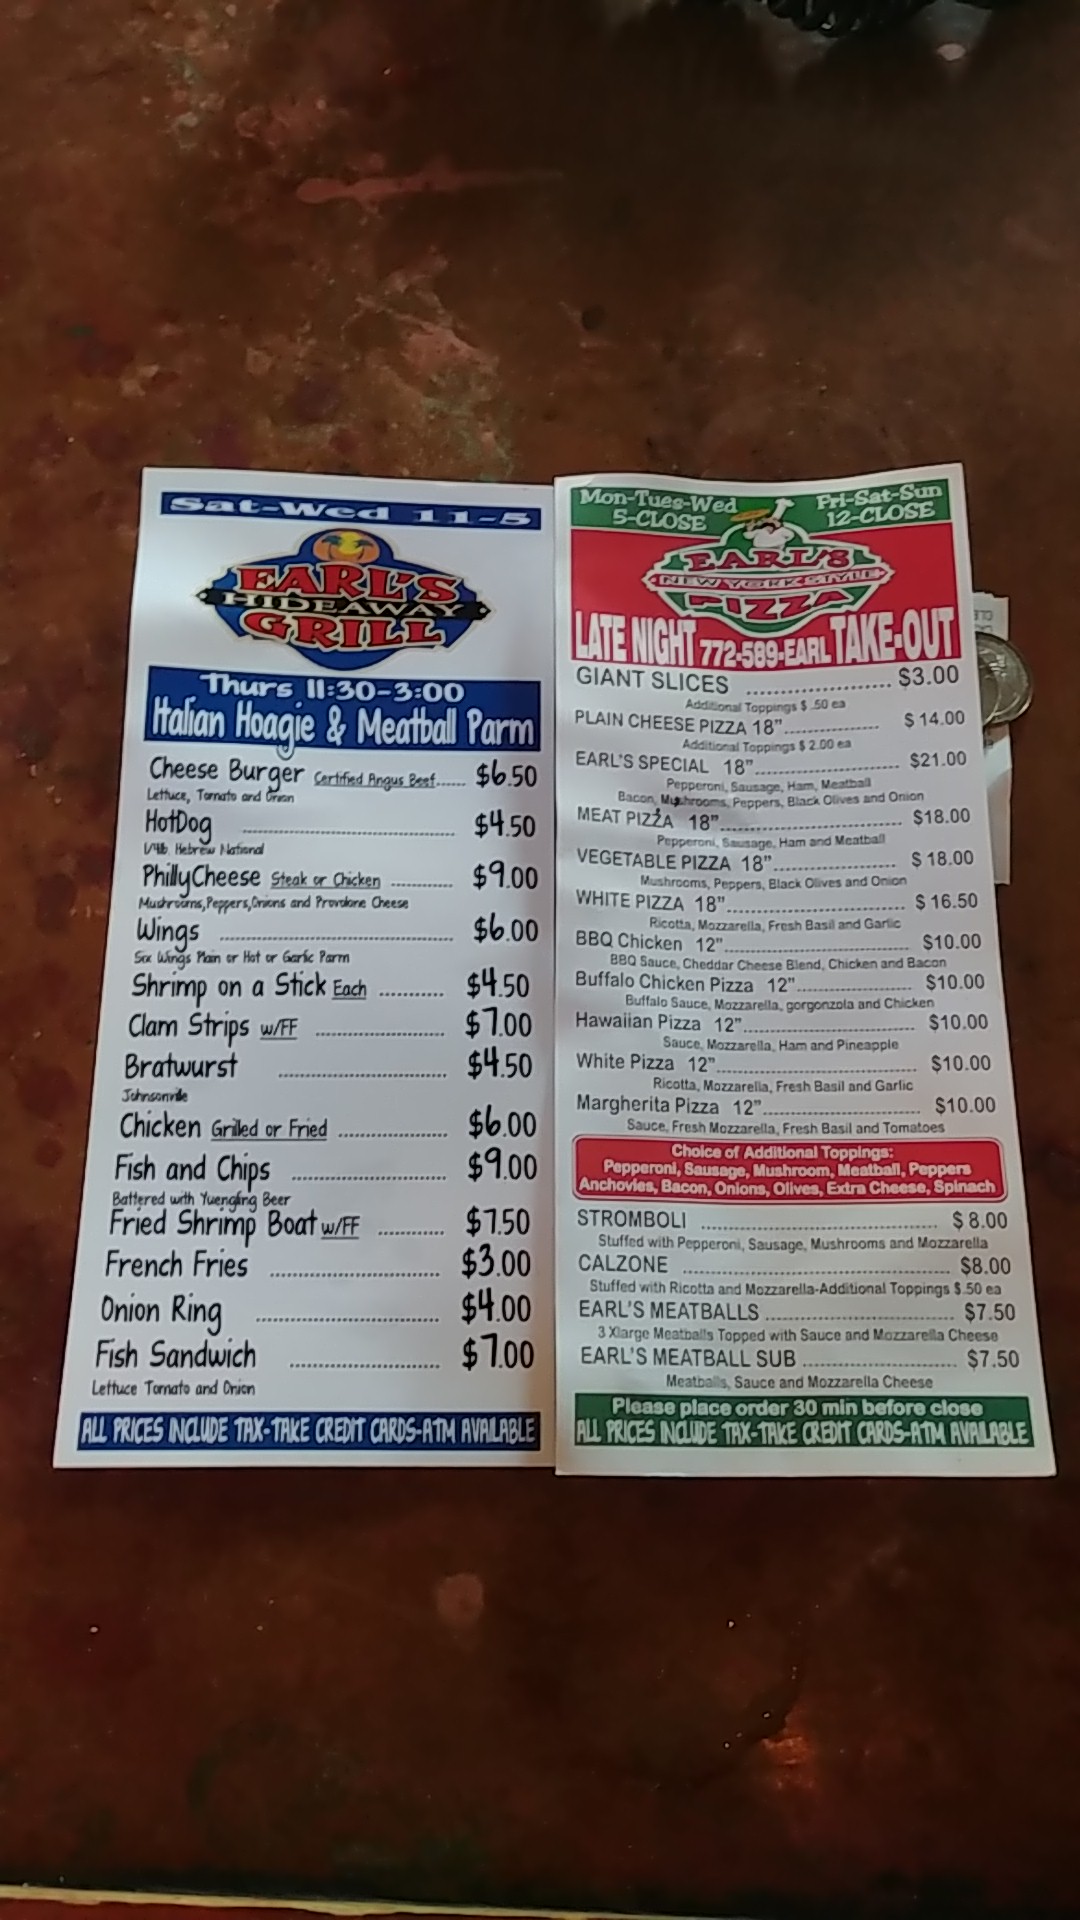 Sat-Wed 11-5
EARL'S
HIDEAWAY
GRILL
Thurs 11:30-3:00
Italian Hoagie & Meatball Parm
Cheese Burger Certified Angus Beef...... $6.50
Lettuce, Tomato and Onion
HotDog ........ $4.50
1/4lb. Hebrew National
PhillyCheese Steak or Chicken ........ $9.00
Mushrooms,Peppers,Onions and Provolone Cheese
Wings ........ $6.00
Six Wings Plain or Hot or Garlic Parm
Shrimp on a Stick Each ........ $4.50
Clam Strips w/FF ........ $7.00
Bratwurst ........ $4.50
Johnsonville
Chicken Grilled or Fried ........ $6.00
Fish and Chips ........ $9.00
Battered with Yuengling Beer
Fried Shrimp Boat w/FF ........ $7.50
French Fries ........ $3.00
Onion Ring ........ $4.00
Fish Sandwich ........ $7.00
Lettuce Tomato and Onion
ALL PRICES INCLUDE TAX-TAKE CREDIT CARDS-ATM AVAILABLE
Mon-Tues-Wed
5-CLOSE
Fri-Sat-Sun
12-CLOSE
EARL'S
NEW YORK STYLE
PIZZA
LATE NIGHT 772-589-EARL TAKE-OUT
GIANT SLICES ........ $3.00
Additional Toppings $ .50 ea
PLAIN CHEESE PIZZA 18"........ $ 14.00
Additional Toppings $ 2.00 ea
EARL'S SPECIAL 18"........ $21.00
Pepperoni, Sausage, Ham, Meatball
Bacon, Mushrooms, Peppers, Black Olives and Onion
MEAT PIZZA 18"........ $18.00
Pepperoni, Sausage, Ham and Meatball
VEGETABLE PIZZA 18"........ $ 18.00
Mushrooms, Peppers, Black Olives and Onion
WHITE PIZZA 18"........ $ 16.50
Ricotta, Mozzarella, Fresh Basil and Garlic
BBQ Chicken 12"........ $10.00
BBQ Sauce, Cheddar Cheese Blend, Chicken and Bacon
Buffalo Chicken Pizza 12"........ $10.00
Buffalo Sauce, Mozzarella, gorgonzola and Chicken
Hawaiian Pizza 12"........ $10.00
Sauce, Mozzarella, Ham and Pineapple
White Pizza 12"........ $10.00
Ricotta, Mozzarella, Fresh Basil and Garlic
Margherita Pizza 12"........ $10.00
Sauce, Fresh Mozzarella, Fresh Basil and Tomatoes
Choice of Additional Toppings:
Pepperoni, Sausage, Mushroom, Meatball, Peppers
Anchovies, Bacon, Onions, Olives, Extra Cheese, Spinach
STROMBOLI ........ $ 8.00
Stuffed with Pepperoni, Sausage, Mushrooms and Mozzarella
CALZONE ........ $8.00
Stuffed with Ricotta and Mozzarella-Additional Toppings $.50 ea
EARL'S MEATBALLS ........ $7.50
3 Xlarge Meatballs Topped with Sauce and Mozzarella Cheese
EARL'S MEATBALL SUB ........ $7.50
Meatballs, Sauce and Mozzarella Cheese
Please place order 30 min before close
ALL PRICES INCLUDE TAX-TAKE CREDIT CARDS-ATM AVAILABLE